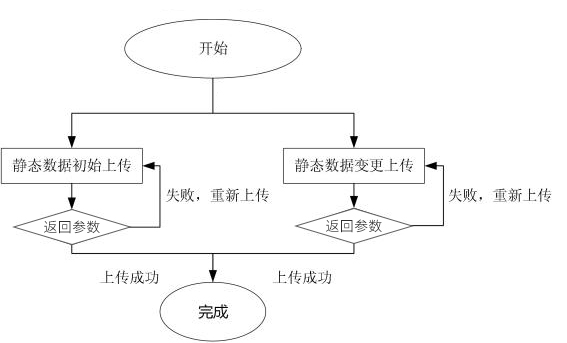 开始
静态数据初始上传
静态数据变更上传
失败，重新上传
失败，重新上传
返回参数
返回参数
上传成功
上传成功
完成